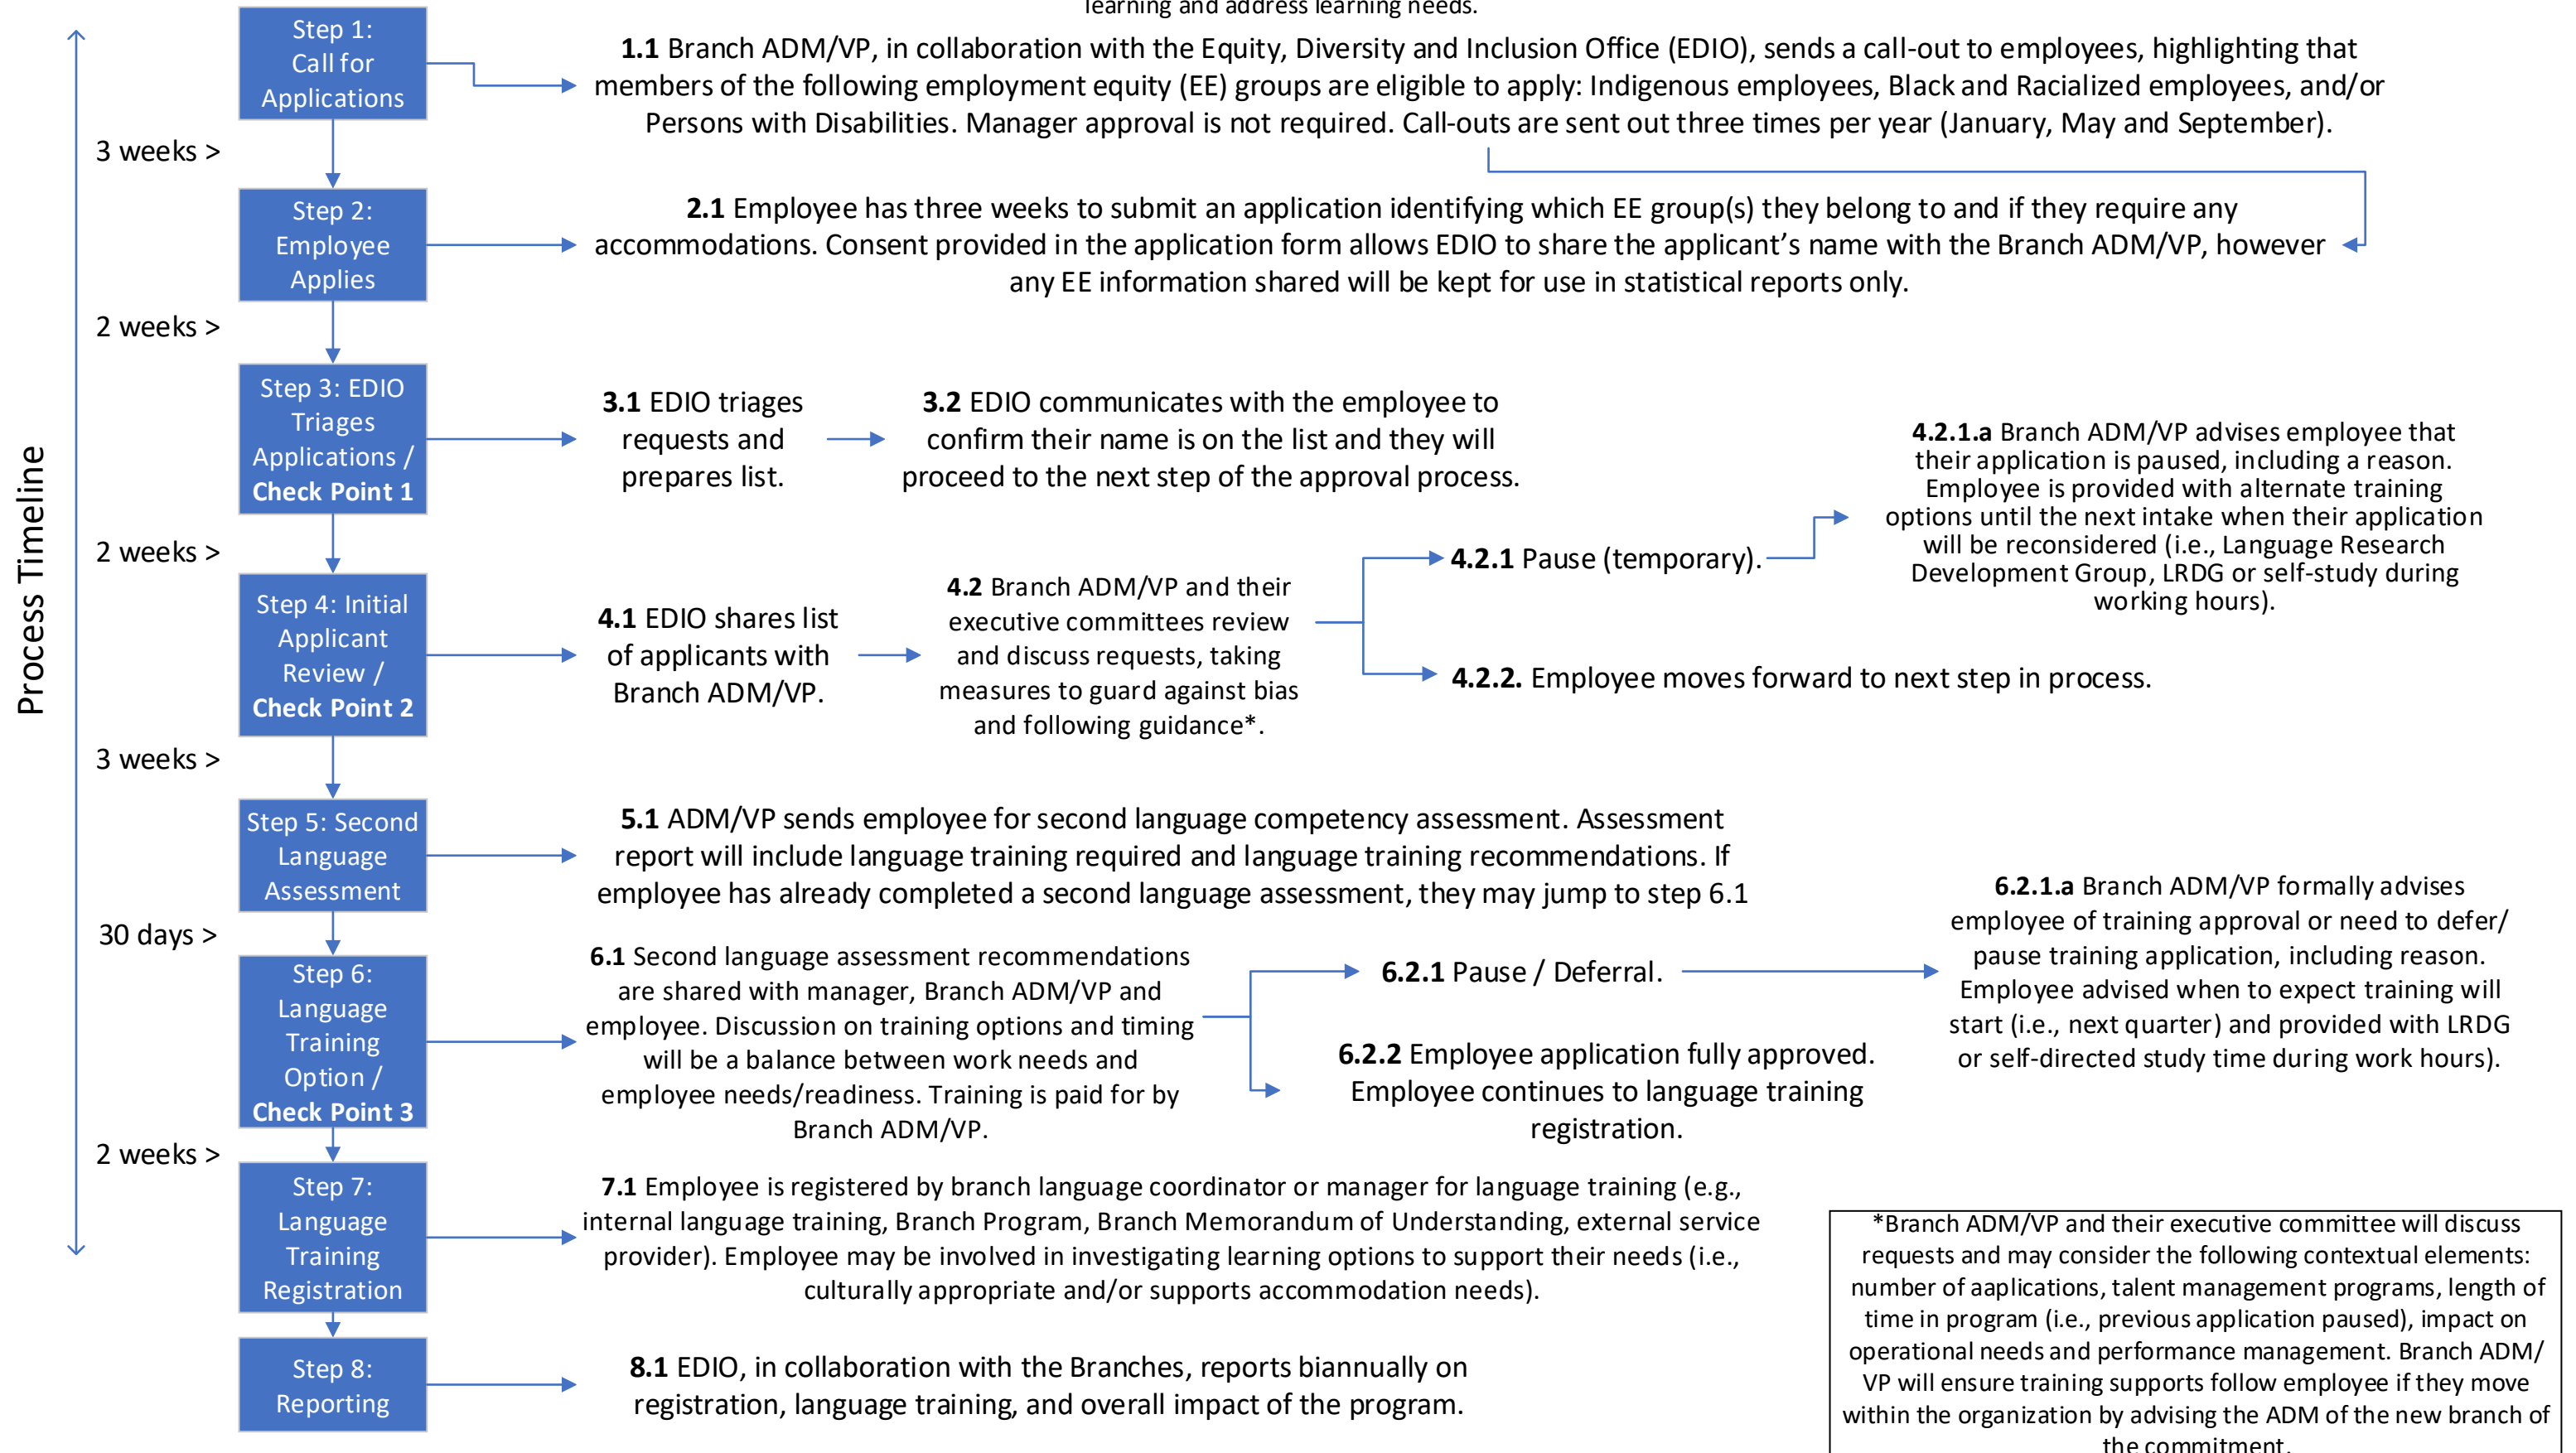 learning and address learning needs.
Process Timeline
Step 1:
Call for
Applications
1.1 Branch ADM/VP, in collaboration with the Equity, Diversity and Inclusion Office (EDIO), sends a call-out to employees, highlighting that
members of the following employment equity (EE) groups are eligible to apply: Indigenous employees, Black and Racialized employees, and/or
Persons with Disabilities. Manager approval is not required. Call-outs are sent out three times per year (January, May and September).
3 weeks >
Step 2:
Employee
Applies
2.1 Employee has three weeks to submit an application identifying which EE group(s) they belong to and if they require any
accommodations. Consent provided in the application form allows EDIO to share the applicant’s name with the Branch ADM/VP, however
any EE information shared will be kept for use in statistical reports only.
2 weeks >
Step 3: EDIO
Triages
Applications /
Check Point 1
3.1 EDIO triages
requests and
prepares list.
3.2 EDIO communicates with the employee to
confirm their name is on the list and they will
proceed to the next step of the approval process.
2 weeks >
Step 4: Initial
Applicant
Review /
Check Point 2
4.1 EDIO shares list
of applicants with
Branch ADM/VP.
4.2 Branch ADM/VP and their
executive committees review
and discuss requests, taking
measures to guard against bias
and following guidance*.
4.2.1 Pause (temporary).
4.2.1.a Branch ADM/VP advises employee that
their application is paused, including a reason.
Employee is provided with alternate training
options until the next intake when their application
will be reconsidered (i.e., Language Research
Development Group, LRDG or self-study during
working hours).
4.2.2. Employee moves forward to next step in process.
3 weeks >
Step 5: Second
Language
Assessment
5.1 ADM/VP sends employee for second language competency assessment. Assessment
report will include language training required and language training recommendations. If
employee has already completed a second language assessment, they may jump to step 6.1
30 days >
Step 6:
Language
Training
Option /
Check Point 3
6.1 Second language assessment recommendations
are shared with manager, Branch ADM/VP and
employee. Discussion on training options and timing
will be a balance between work needs and
employee needs/readiness. Training is paid for by
Branch ADM/VP.
6.2.1 Pause / Deferral.
6.2.1.a Branch ADM/VP formally advises
employee of training approval or need to defer/
pause training application, including reason.
Employee advised when to expect training will
start (i.e., next quarter) and provided with LRDG
or self-directed study time during work hours).
6.2.2 Employee application fully approved.
Employee continues to language training
registration.
2 weeks >
Step 7:
Language
Training
Registration
7.1 Employee is registered by branch language coordinator or manager for language training (e.g.,
internal language training, Branch Program, Branch Memorandum of Understanding, external service
provider). Employee may be involved in investigating learning options to support their needs (i.e.,
culturally appropriate and/or supports accommodation needs).
Step 8:
Reporting
8.1 EDIO, in collaboration with the Branches, reports biannually on
registration, language training, and overall impact of the program.
*Branch ADM/VP and their executive committee will discuss
requests and may consider the following contextual elements:
number of aaplications, talent management programs, length of
time in program (i.e., previous application paused), impact on
operational needs and performance management. Branch ADM/
VP will ensure training supports follow employee if they move
within the organization by advising the ADM of the new branch of
the commitment.